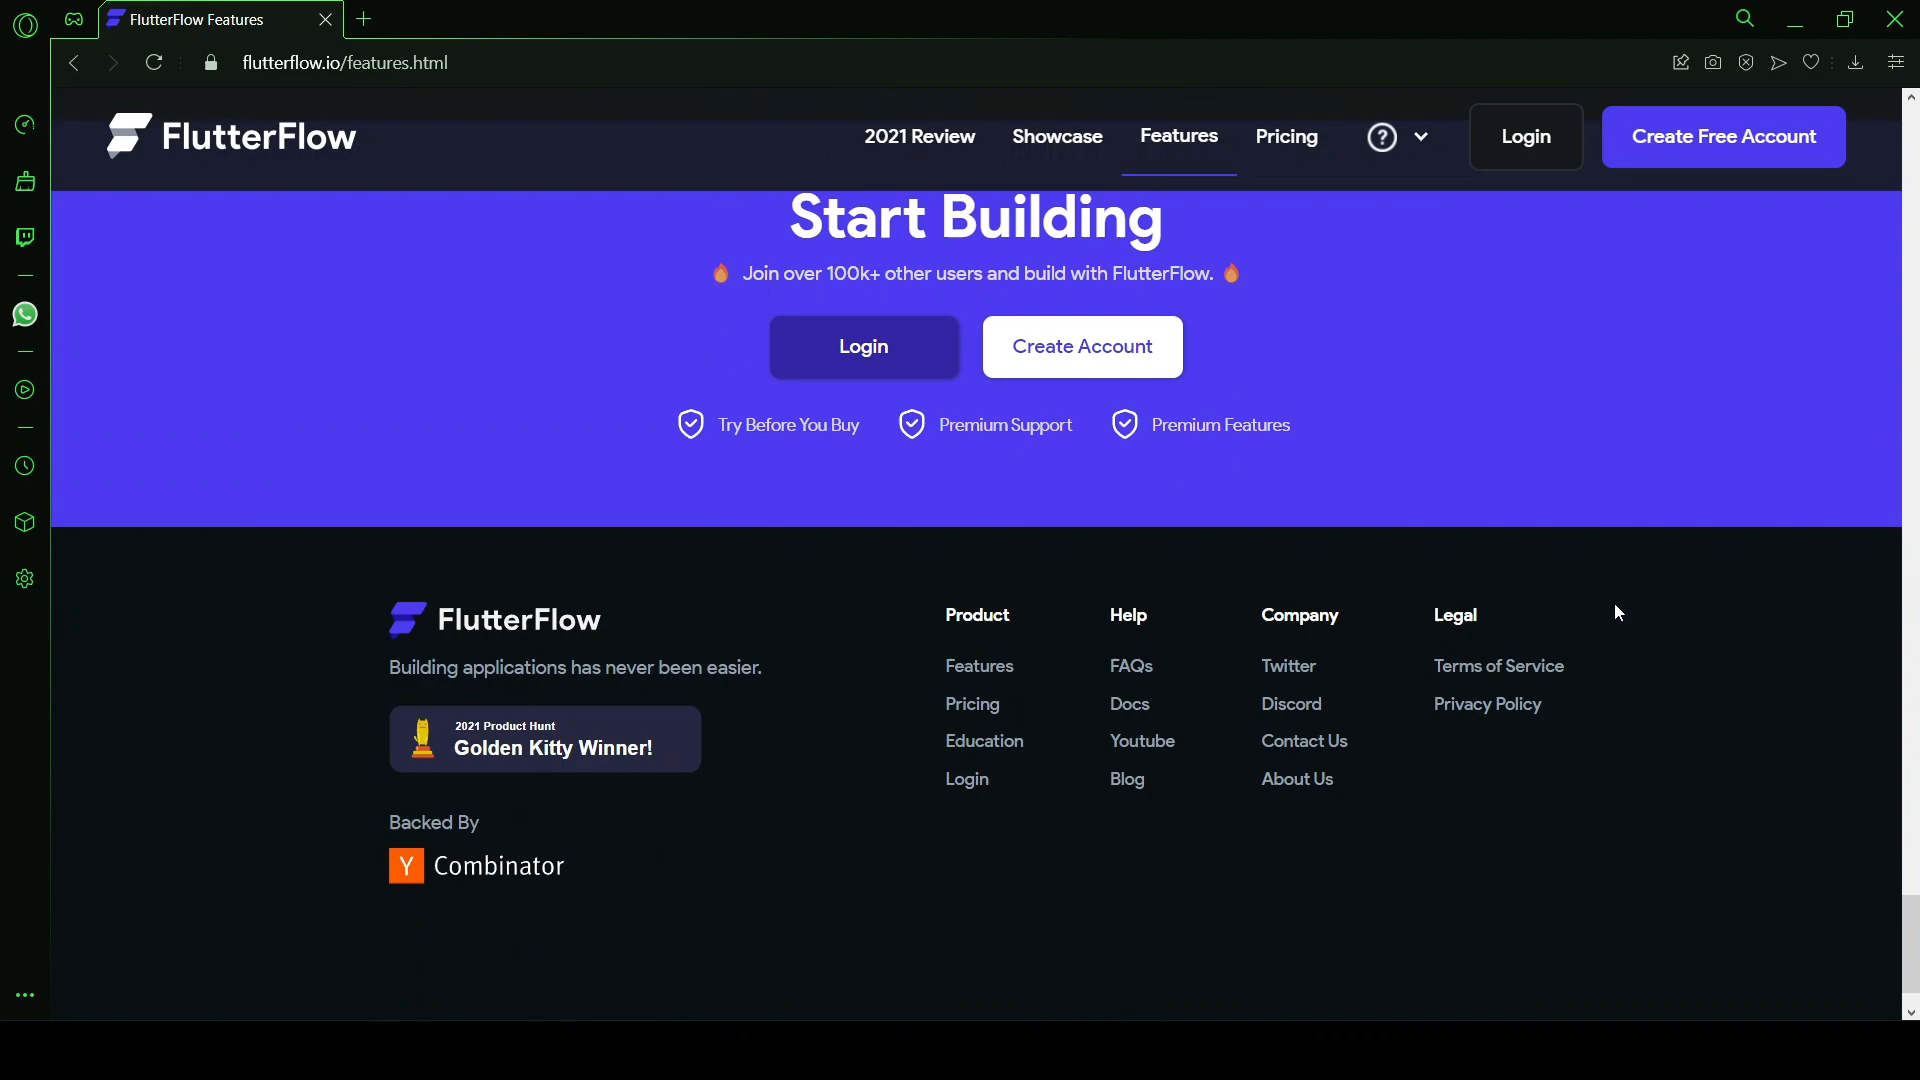 FlutterFlow Features
flutterflow.io/features.html
FlutterFlow
2021 Review
Showcase
Features
Pricing
Login
Create Free Account
Start Building
Join over 100k+ other users and build with FlutterFlow.
Login
Create Account
Try Before You Buy
Premium Support
Premium Features
FlutterFlow
Building applications has never been easier.
2021 Product Hunt
Golden Kitty Winner!
Backed By
Y Combinator
Product
Features
Pricing
Education
Login
Help
FAQs
Docs
Youtube
Blog
Company
Twitter
Discord
Contact Us
About Us
Legal
Terms of Service
Privacy Policy